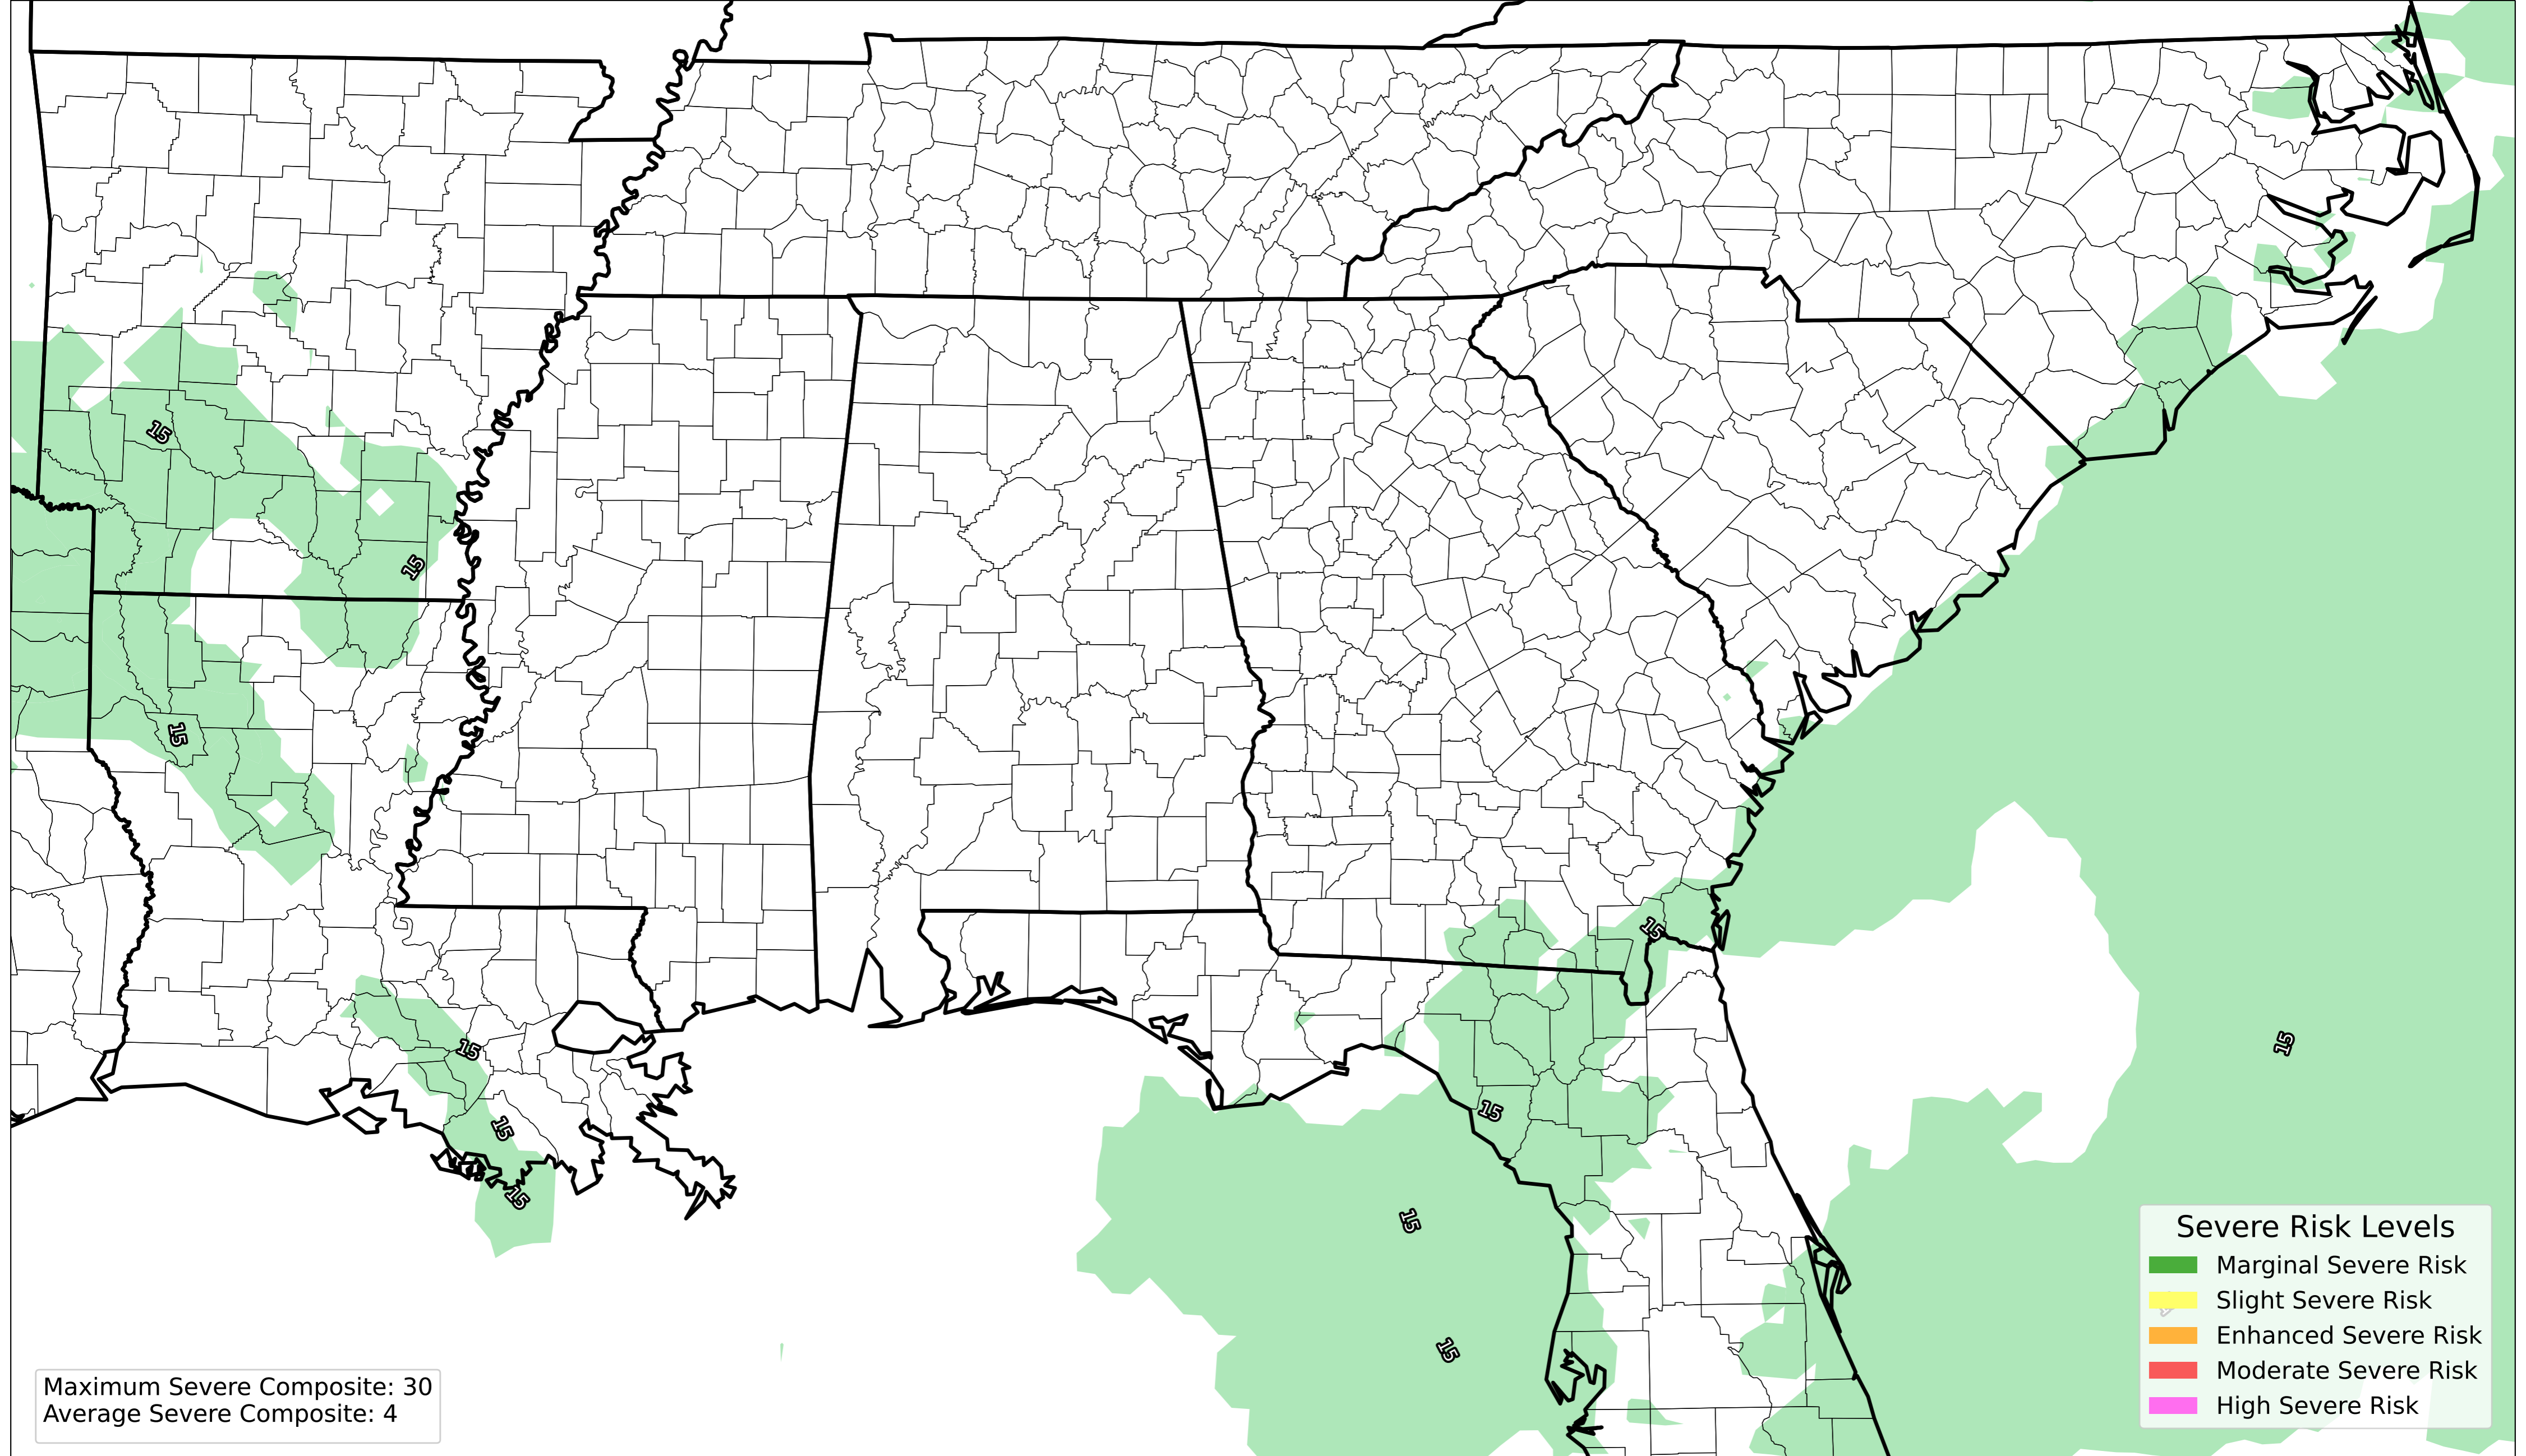 15
15
15
15
15
15
15
15
15
15
15
Severe Risk Levels
Marginal Severe Risk
Slight Severe Risk
Enhanced Severe Risk
Moderate Severe Risk
High Severe Risk
Maximum Severe Composite: 30
Average Severe Composite: 4